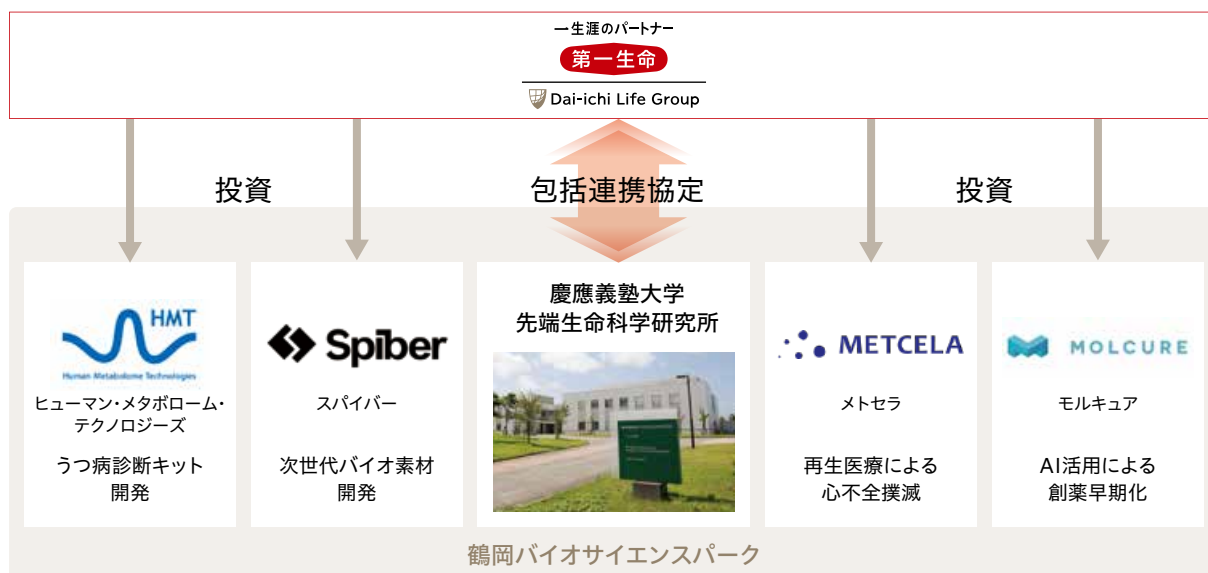 一生涯のパートナー
第一生命
Dai-ichi Life Group
投資
包括連携協定
投資
HMT
Human Metabolome Technologies
ヒューマン・メタボローム・
テクノロジーズ
うつ病診断キット
開発
Spiber
スパイバー
次世代バイオ素材
開発
慶應義塾大学
先端生命科学研究所
METCELA
メトセラ
再生医療による
心不全撲滅
MOLCURE
モルキュア
AI活用による
創薬早期化
鶴岡バイオサイエンスパーク